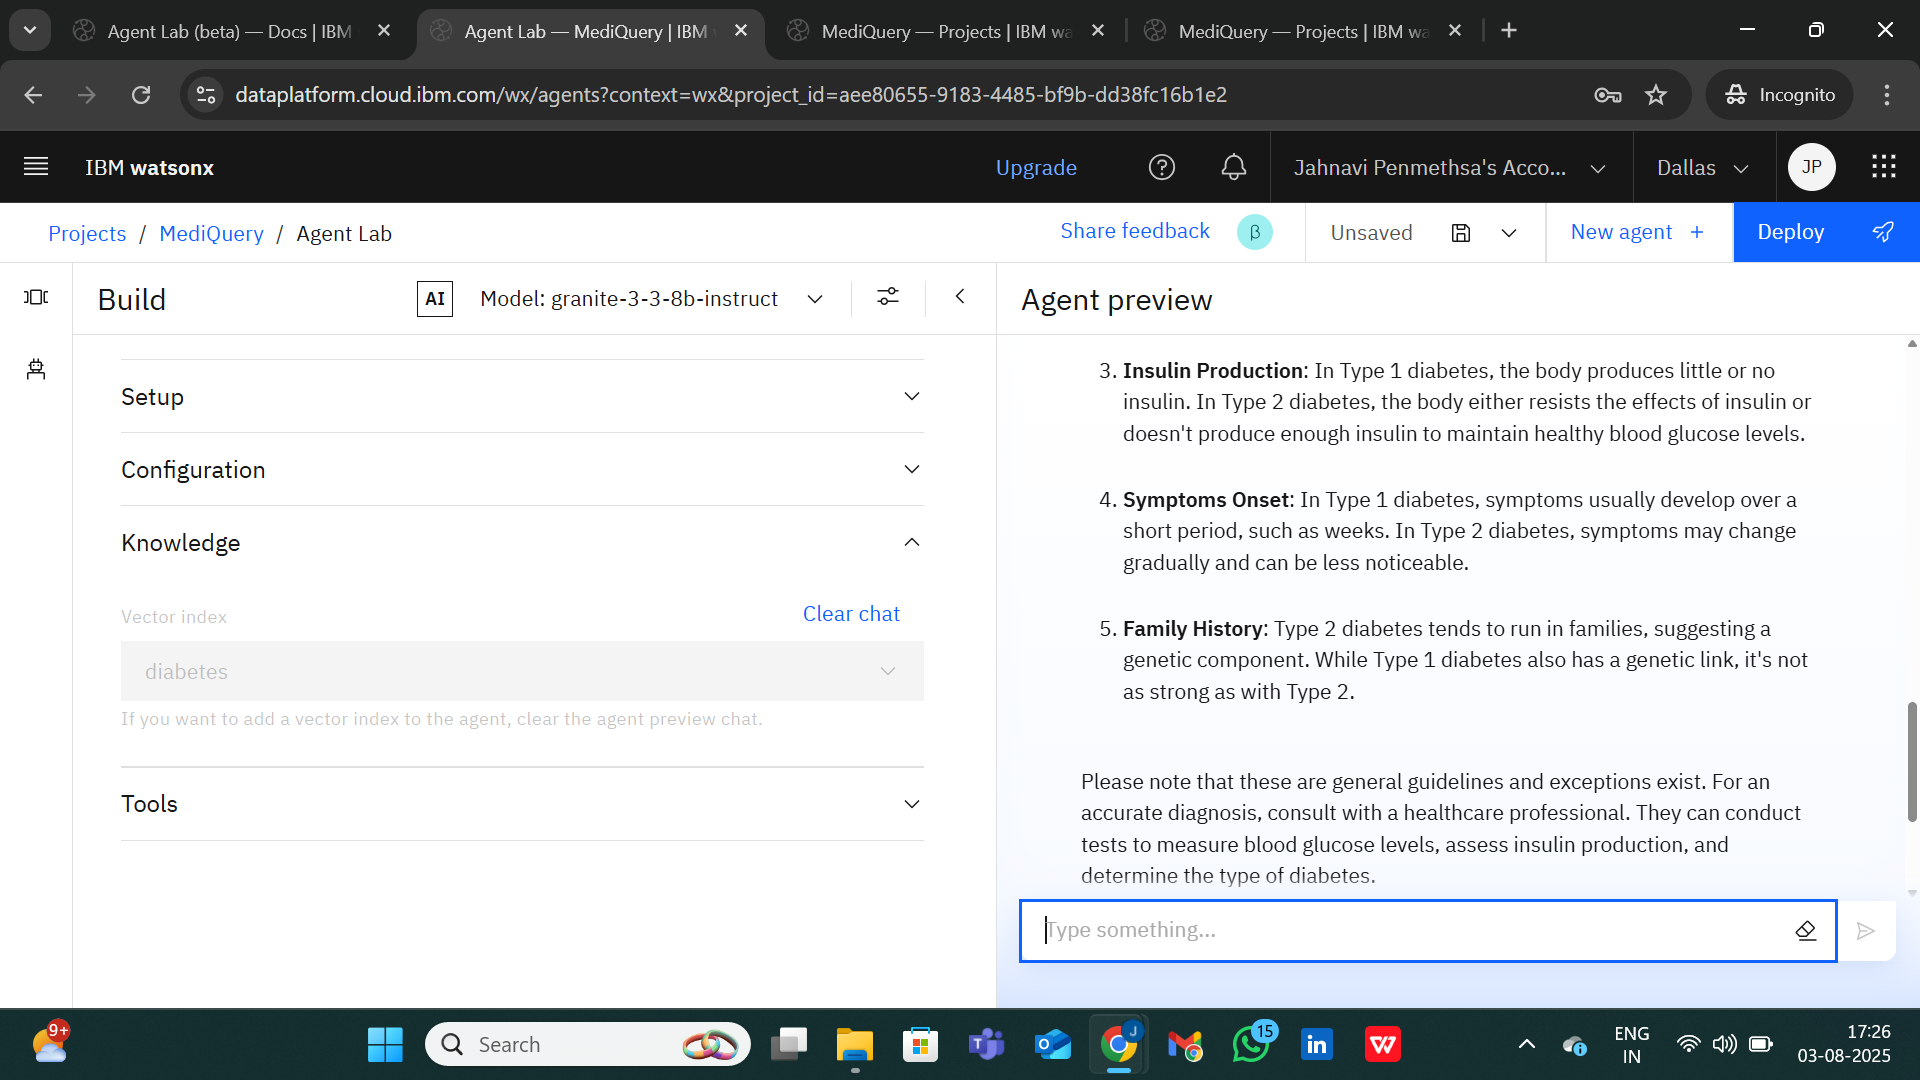 Agent Lab (beta) — Docs | IBM
Agent Lab — MediQuery | IBM
MediQuery — Projects | IBM wa
MediQuery — Projects | IBM wa
dataplatform.cloud.ibm.com/wx/agents?context=wx&project_id=aee80655-9183-4485-bf9b-dd38fc16b1e2
Incognito
IBM watsonx
Upgrade
Jahnavi Penmethsa's Acco...
Dallas
JP
Projects / MediQuery / Agent Lab
Share feedback
β
Unsaved
New agent +
Deploy
Build
AI
Model: granite-3-3-8b-instruct
Setup
Configuration
Knowledge
Vector index
Clear chat
diabetes
If you want to add a vector index to the agent, clear the agent preview chat.
Tools
Agent preview
3. Insulin Production: In Type 1 diabetes, the body produces little or no
insulin. In Type 2 diabetes, the body either resists the effects of insulin or
doesn't produce enough insulin to maintain healthy blood glucose levels.
4. Symptoms Onset: In Type 1 diabetes, symptoms usually develop over a
short period, such as weeks. In Type 2 diabetes, symptoms may change
gradually and can be less noticeable.
5. Family History: Type 2 diabetes tends to run in families, suggesting a
genetic component. While Type 1 diabetes also has a genetic link, it's not
as strong as with Type 2.
Please note that these are general guidelines and exceptions exist. For an
accurate diagnosis, consult with a healthcare professional. They can conduct
tests to measure blood glucose levels, assess insulin production, and
determine the type of diabetes.
Type something...
9+
Search
J
15
in
W
ENG
IN
17:26
03-08-2025